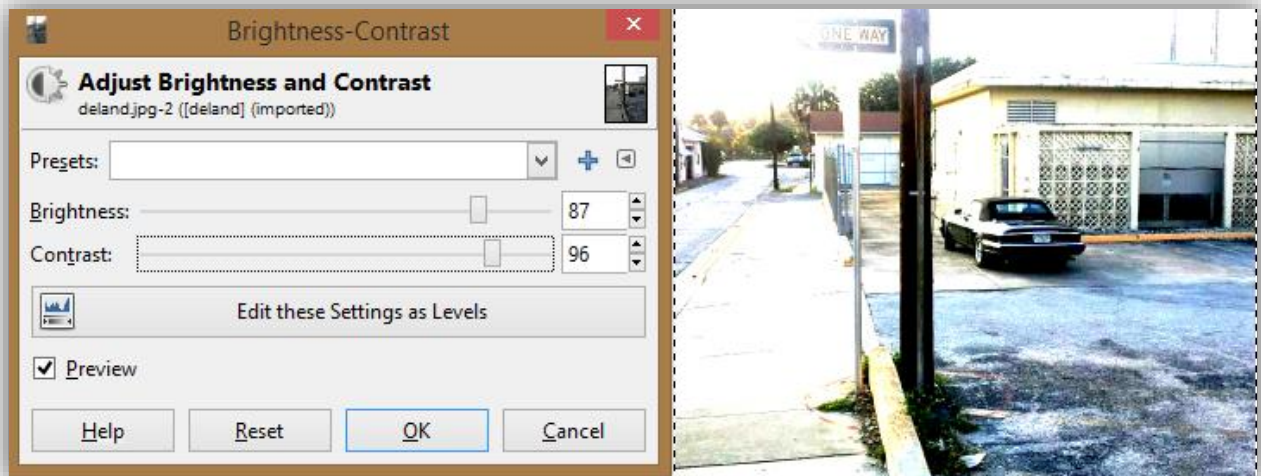 Brightness-Contrast
Adjust Brightness and Contrast
deland.jpg-2 ([deland] (imported))
Presets:
Brightness: 87
Contrast: 96
Edit these Settings as Levels
Preview
Help Reset OK Cancel
ONE WAY